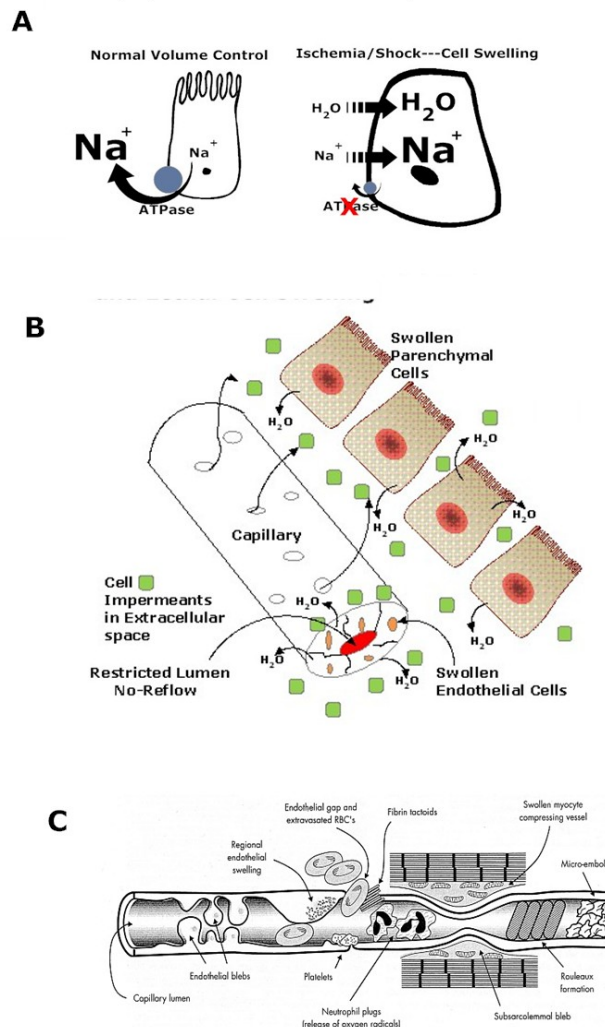 A
Normal Volume Control
Ischemia/Shock---Cell Swelling
Na+
Na+
ATPase
H2O
H2O
Na+
Na+
ATPase
B
Swollen
Parenchymal
Cells
H2O
H2O
H2O
H2O
H2O
Capillary
Cell
Impermeants
in Extracellular
space
H2O
H2O
H2O
Restricted Lumen
No-Reflow
Swollen
Endothelial Cells
C
Endothelial gap and
extravasated RBC's
Fibrin tactoids
Swollen myocyte
compressing vessel
Regional
endothelial
swelling
Endothelial blebs
Capillary lumen
Platelets
Neutrophil plugs
(release of oxygen radicals)
Rouleaux
formation
Subsarcolemmal bleb